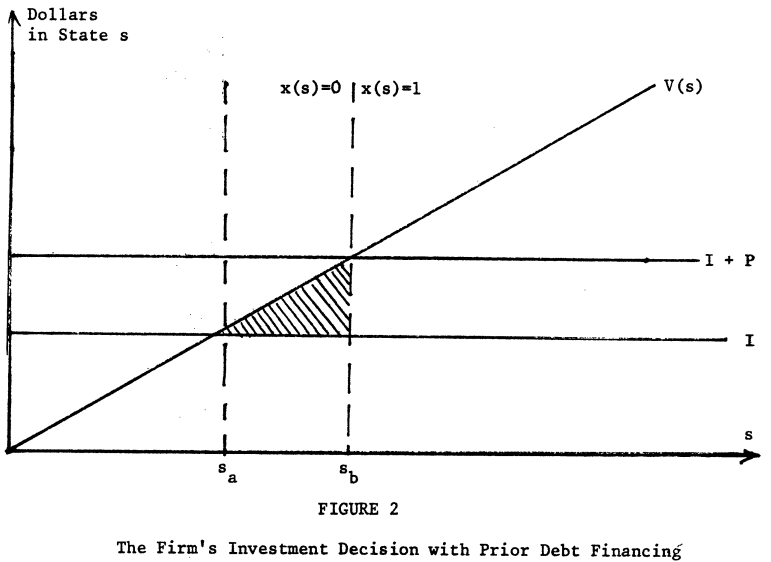 Dollars
in State s
x(s)=0 x(s)=1
V(s)
I + P
I
s
s_a s_b
FIGURE 2
The Firm's Investment Decision with Prior Debt Financing